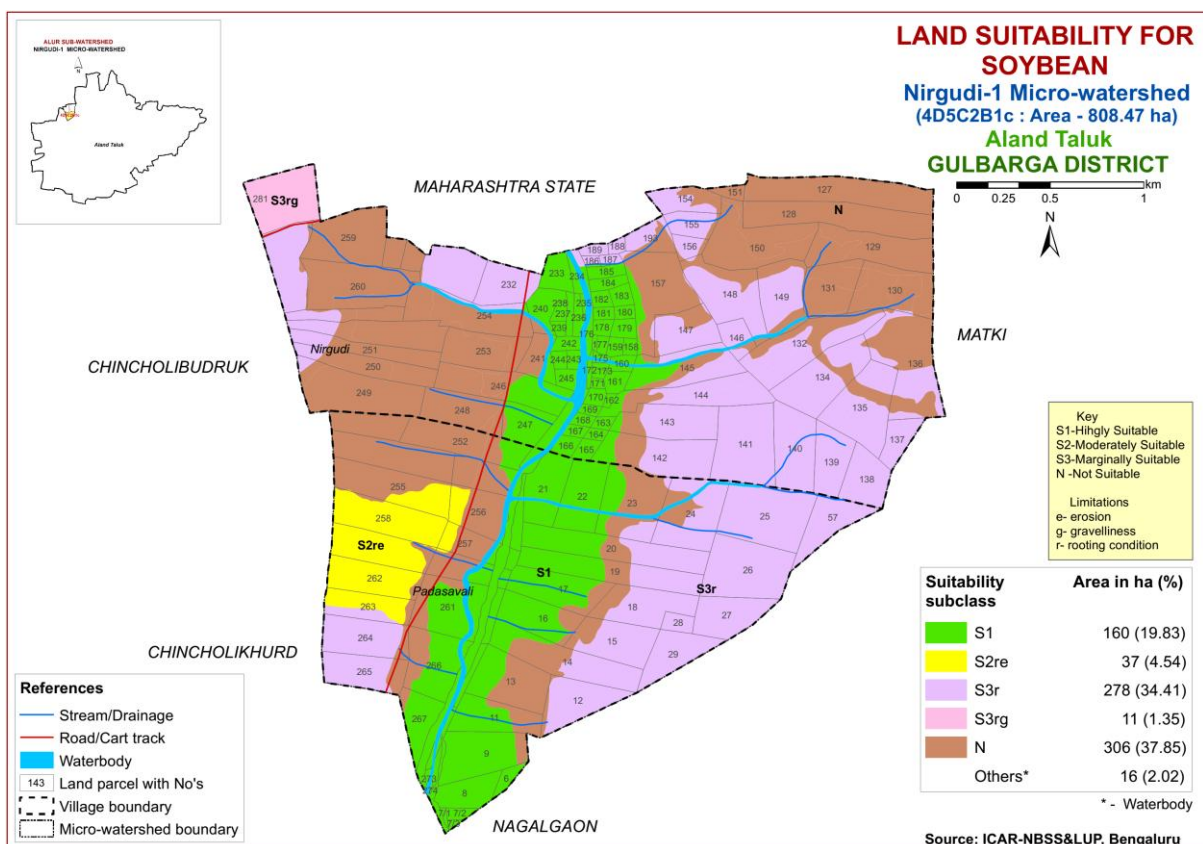 ALUR SUB-WATERSHED
NIRGUDI-1 MICRO-WATERSHED
N
Aland Taluk
LAND SUITABILITY FOR
SOYBEAN
Nirgudi-1 Micro-watershed
(4D5C2B1c : Area - 808.47 ha)
Aland Taluk
GULBARGA DISTRICT
0 0.25 0.5 1 km
N
MAHARASHTRA STATE
MATKI
CHINCHOLIBUDRUK
CHINCHOLIKHURD
NAGALGAON
281 S3rg
259
260
232
254
Nirgudi
251
250
249
253
246
248
252
247
255
258
256
257
S2re
262
263
264
265
Padasavali
261
266
267
273
274
233 234
240 238 235
237 236
239
241 242
244 243
245
189 188
186 187
185
184
182 183
181 180
178 179
176
177 159 158
175 160
172 173
171 161
170 162
169
168 163
167 164
166 165
193
154
155
156
157
151 127
128 N
150 129
148 149 131 130
147 146 132 136
145 134
144 135
143 141 140 137
142 139 138
21 22 23 24 25 57
20 26
S1 19 S3r
17 18 27
16 28
15 29
14
13 12
11
9
6
8
7/1 7/2
7/3
Key
S1-Hihgly Suitable
S2-Moderately Suitable
S3-Marginally Suitable
N -Not Suitable
Limitations
e- erosion
g- gravelliness
r- rooting condition
Suitability subclass Area in ha (%)
S1 160 (19.83)
S2re 37 (4.54)
S3r 278 (34.41)
S3rg 11 (1.35)
N 306 (37.85)
Others* 16 (2.02)
* - Waterbody
Source: ICAR-NBSS&LUP, Bengaluru
References
Stream/Drainage
Road/Cart track
Waterbody
143 Land parcel with No's
Village boundary
Micro-watershed boundary